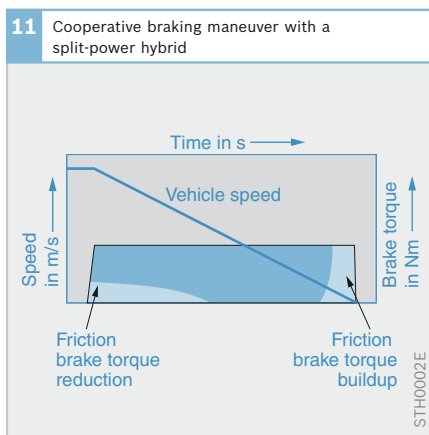 11 Cooperative braking maneuver with a
split-power hybrid
Time in s
Vehicle speed
Speed
in m/s
Brake torque
in Nm
Friction
brake torque
reduction
Friction
brake torque
buildup
STH0002E